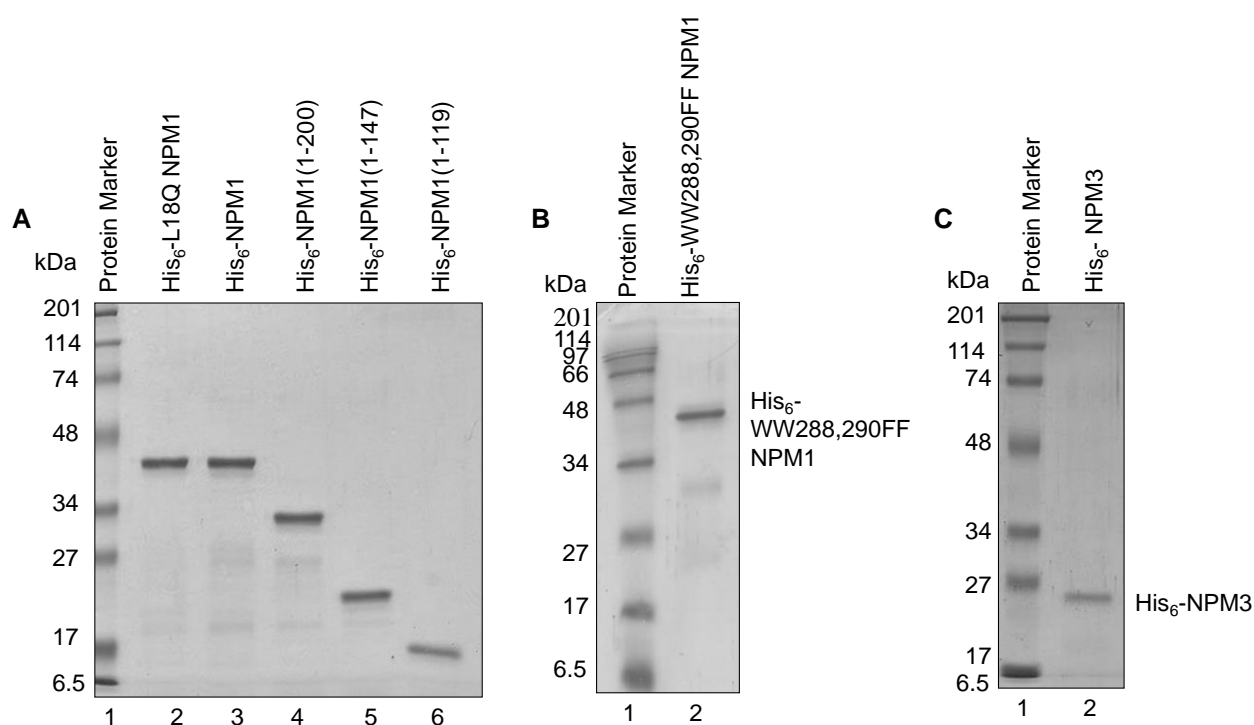 A
kDa
Protein Marker
His6-L18Q NPM1
His6-NPM1
His6-NPM1(1-200)
His6-NPM1(1-147)
His6-NPM1(1-119)
201
114
74
48
34
27
17
6.5
1 2 3 4 5 6
B
kDa
Protein Marker
His6-WW288,290FF NPM1
201
114
97
66
48
34
27
17
6.5
His6-
WW288,290FF
NPM1
1 2
C
kDa
Protein Marker
His6- NPM3
201
114
74
48
34
27
17
6.5
His6-NPM3
1 2